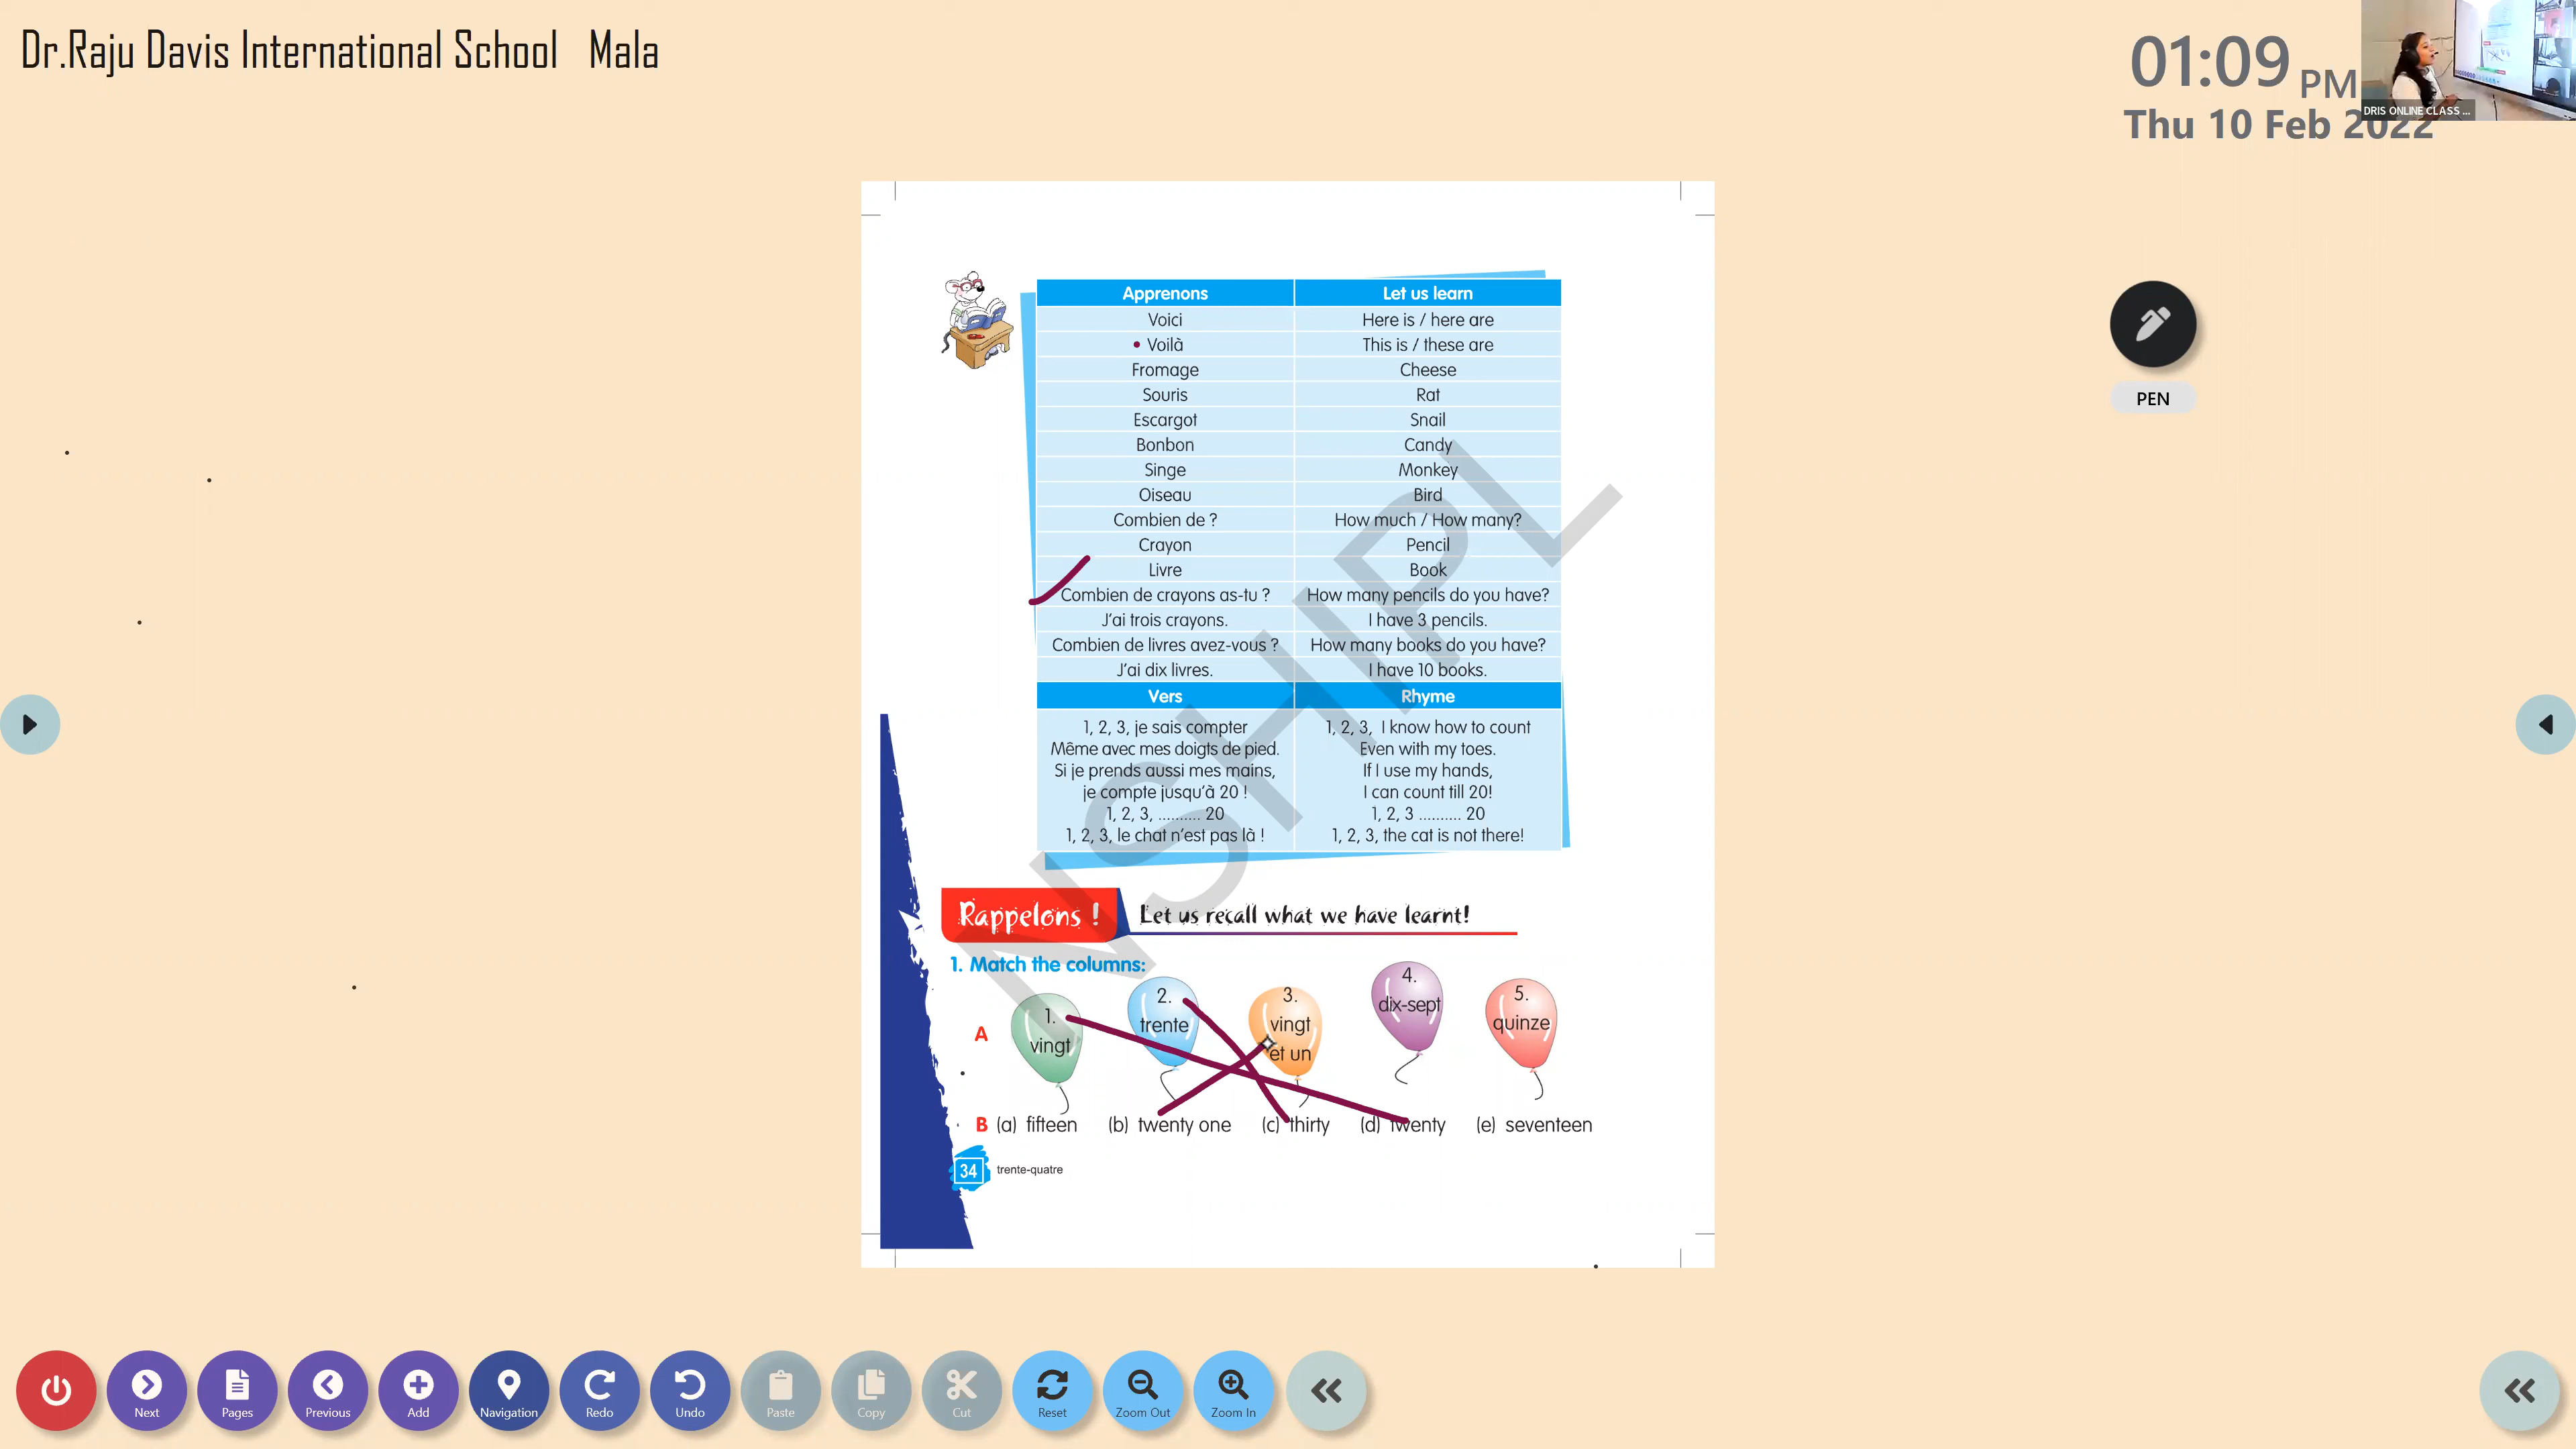 Dr.Raju Davis International School Mala
01:09 PM
Thu 10 Feb 2022
DRIS ONLINE CLASS ...
PEN
Apprenons Let us learn
Voici Here is / here are
• Voilà This is / these are
Fromage Cheese
Souris Rat
Escargot Snail
Bonbon Candy
Singe Monkey
Oiseau Bird
Combien de ? How much / How many?
Crayon Pencil
Livre Book
Combien de crayons as-tu ? How many pencils do you have?
J'ai trois crayons. I have 3 pencils.
Combien de livres avez-vous ? How many books do you have?
J'ai dix livres. I have 10 books.
Vers Rhyme
1, 2, 3, je sais compter 1, 2, 3, I know how to count
Même avec mes doigts de pied. Even with my toes.
Si je prends aussi mes mains, If I use my hands,
je compte jusqu'à 20 ! I can count till 20!
1, 2, 3, .......... 20 1, 2, 3 .......... 20
1, 2, 3, le chat n'est pas là ! 1, 2, 3, the cat is not there!
NSHIPL
Rappelons ! Let us recall what we have learnt!
1. Match the columns:
A
1. vingt
2. trente
3. vingt et un
4. dix-sept
5. quinze
B (a) fifteen (b) twenty one (c) thirty (d) twenty (e) seventeen
34 trente-quatre
Next Pages Previous Add Navigation Redo Undo Paste Copy Cut Reset Zoom Out Zoom In